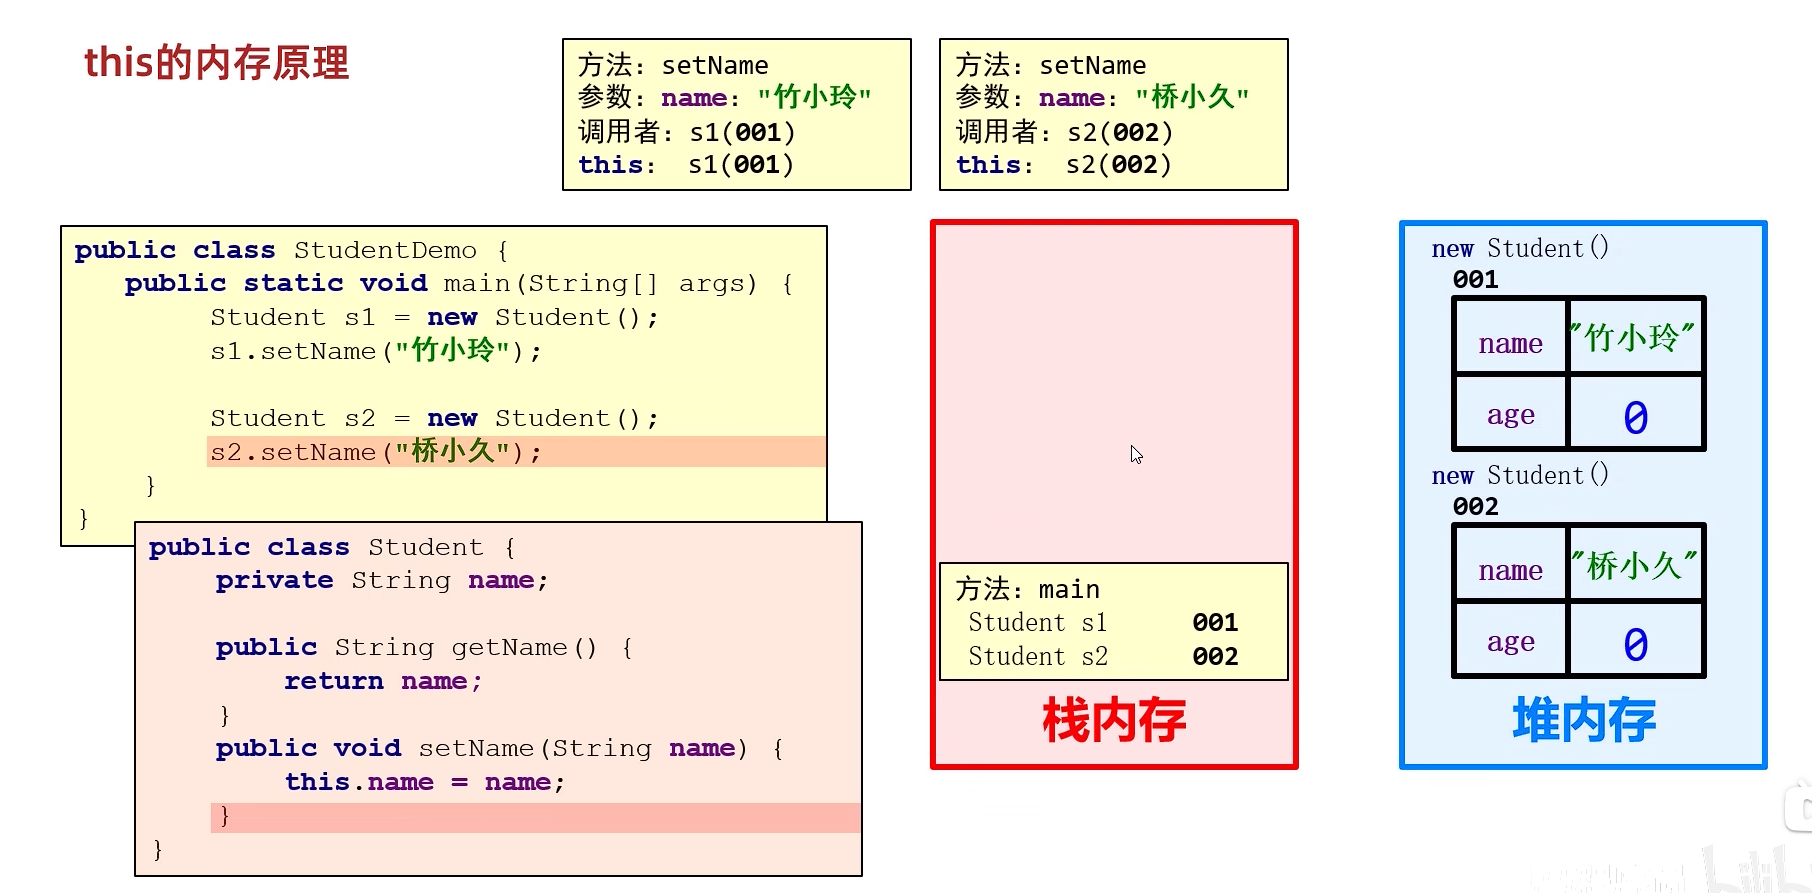 this的内存原理
方法：setName
参数：name："竹小玲"
调用者：s1(001)
this： s1(001)
方法：setName
参数：name："桥小久"
调用者：s2(002)
this： s2(002)
public class StudentDemo {
public static void main(String[] args) {
Student s1 = new Student();
s1.setName("竹小玲");
Student s2 = new Student();
s2.setName("桥小久");
}
}
public class Student {
private String name;
public String getName() {
return name;
}
public void setName(String name) {
this.name = name;
}
}
方法：main
Student s1 001
Student s2 002
栈内存
new Student()
001
name "竹小玲"
age 0
new Student()
002
name "桥小久"
age 0
堆内存